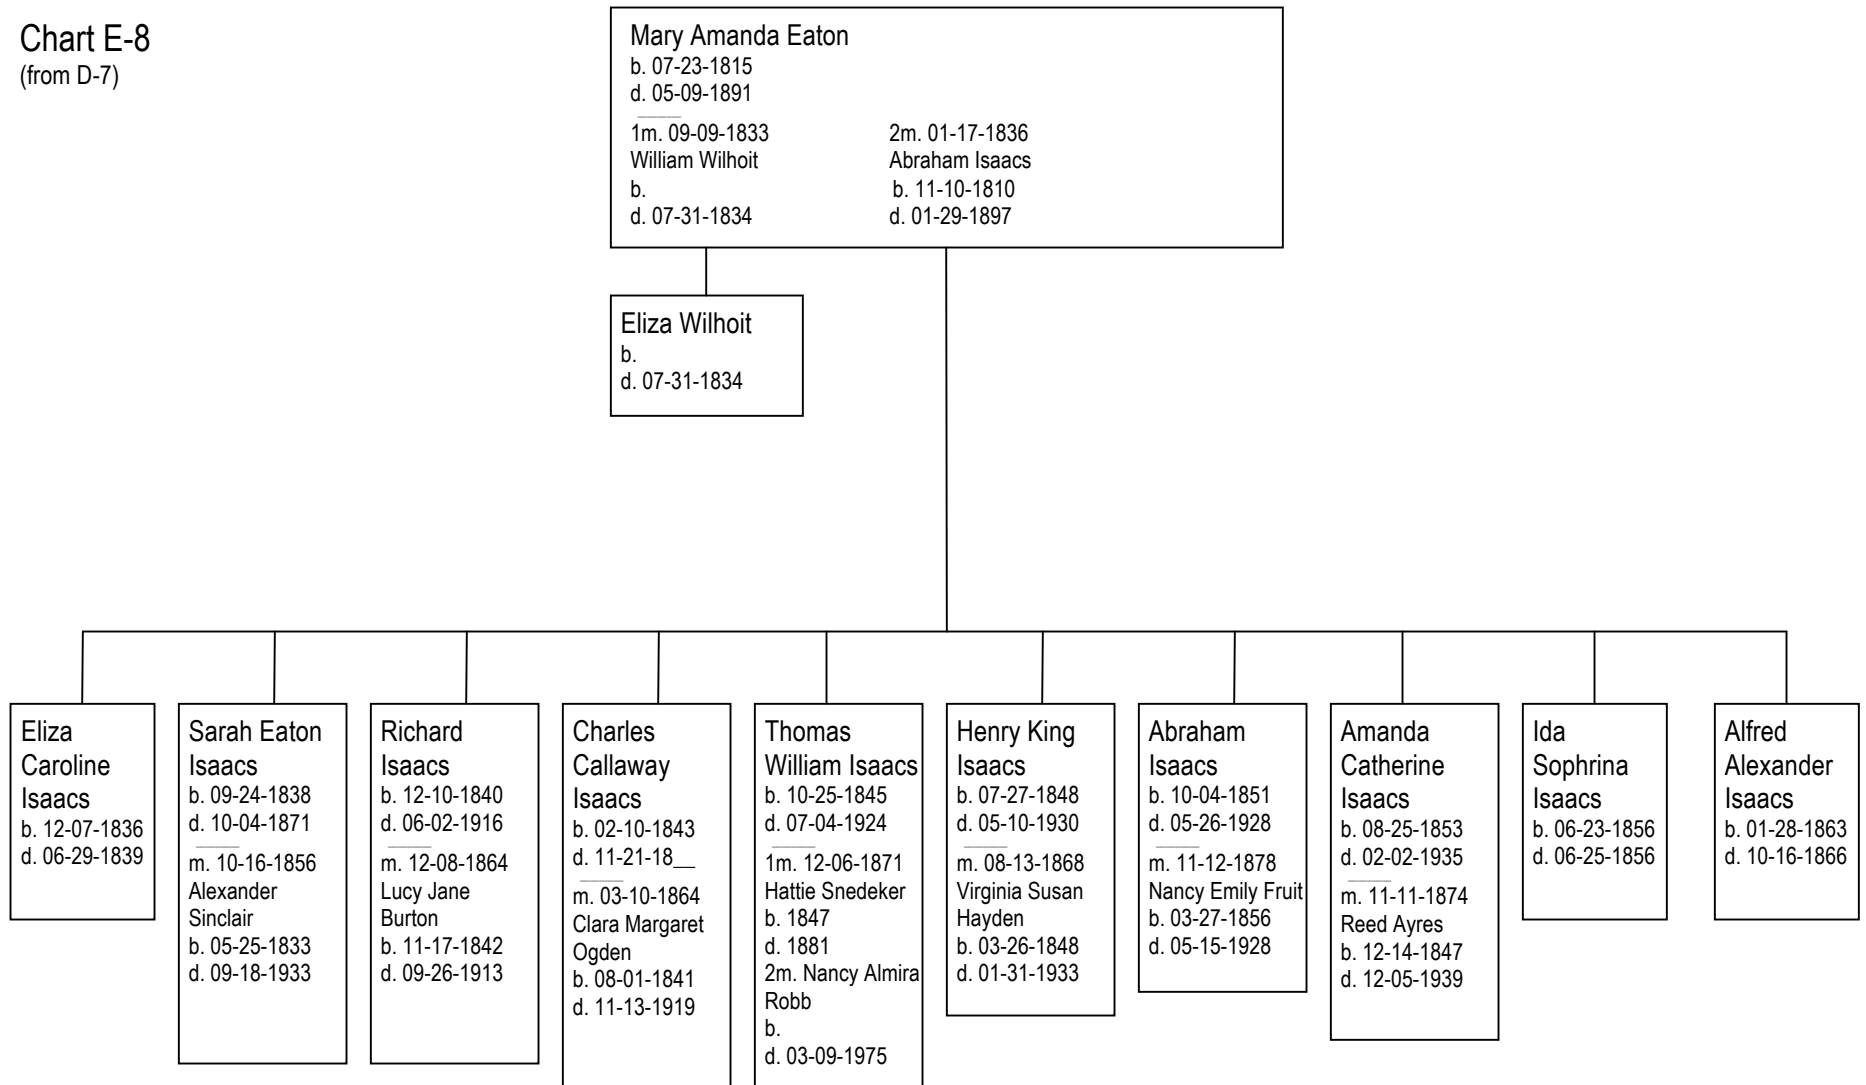 Chart E-8
(from D-7)
Mary Amanda Eaton
b. 07-23-1815
d. 05-09-1891
1m. 09-09-1833
William Wilhoit
b.
d. 07-31-1834
2m. 01-17-1836
Abraham Isaacs
b. 11-10-1810
d. 01-29-1897
Eliza Wilhoit
b.
d. 07-31-1834
Eliza
Caroline
Isaacs
b. 12-07-1836
d. 06-29-1839
Sarah Eaton
Isaacs
b. 09-24-1838
d. 10-04-1871
m. 10-16-1856
Alexander
Sinclair
b. 05-25-1833
d. 09-18-1933
Richard
Isaacs
b. 12-10-1840
d. 06-02-1916
m. 12-08-1864
Lucy Jane
Burton
b. 11-17-1842
d. 09-26-1913
Charles
Callaway
Isaacs
b. 02-10-1843
d. 11-21-18__
m. 03-10-1864
Clara Margaret
Ogden
b. 08-01-1841
d. 11-13-1919
Thomas
William Isaacs
b. 10-25-1845
d. 07-04-1924
1m. 12-06-1871
Hattie Snedeker
b. 1847
d. 1881
2m. Nancy Almira
Robb
b.
d. 03-09-1975
Henry King
Isaacs
b. 07-27-1848
d. 05-10-1930
m. 08-13-1868
Virginia Susan
Hayden
b. 03-26-1848
d. 01-31-1933
Abraham
Isaacs
b. 10-04-1851
d. 05-26-1928
m. 11-12-1878
Nancy Emily Fruit
b. 03-27-1856
d. 05-15-1928
Amanda
Catherine
Isaacs
b. 08-25-1853
d. 02-02-1935
m. 11-11-1874
Reed Ayres
b. 12-14-1847
d. 12-05-1939
Ida
Sophrina
Isaacs
b. 06-23-1856
d. 06-25-1856
Alfred
Alexander
Isaacs
b. 01-28-1863
d. 10-16-1866